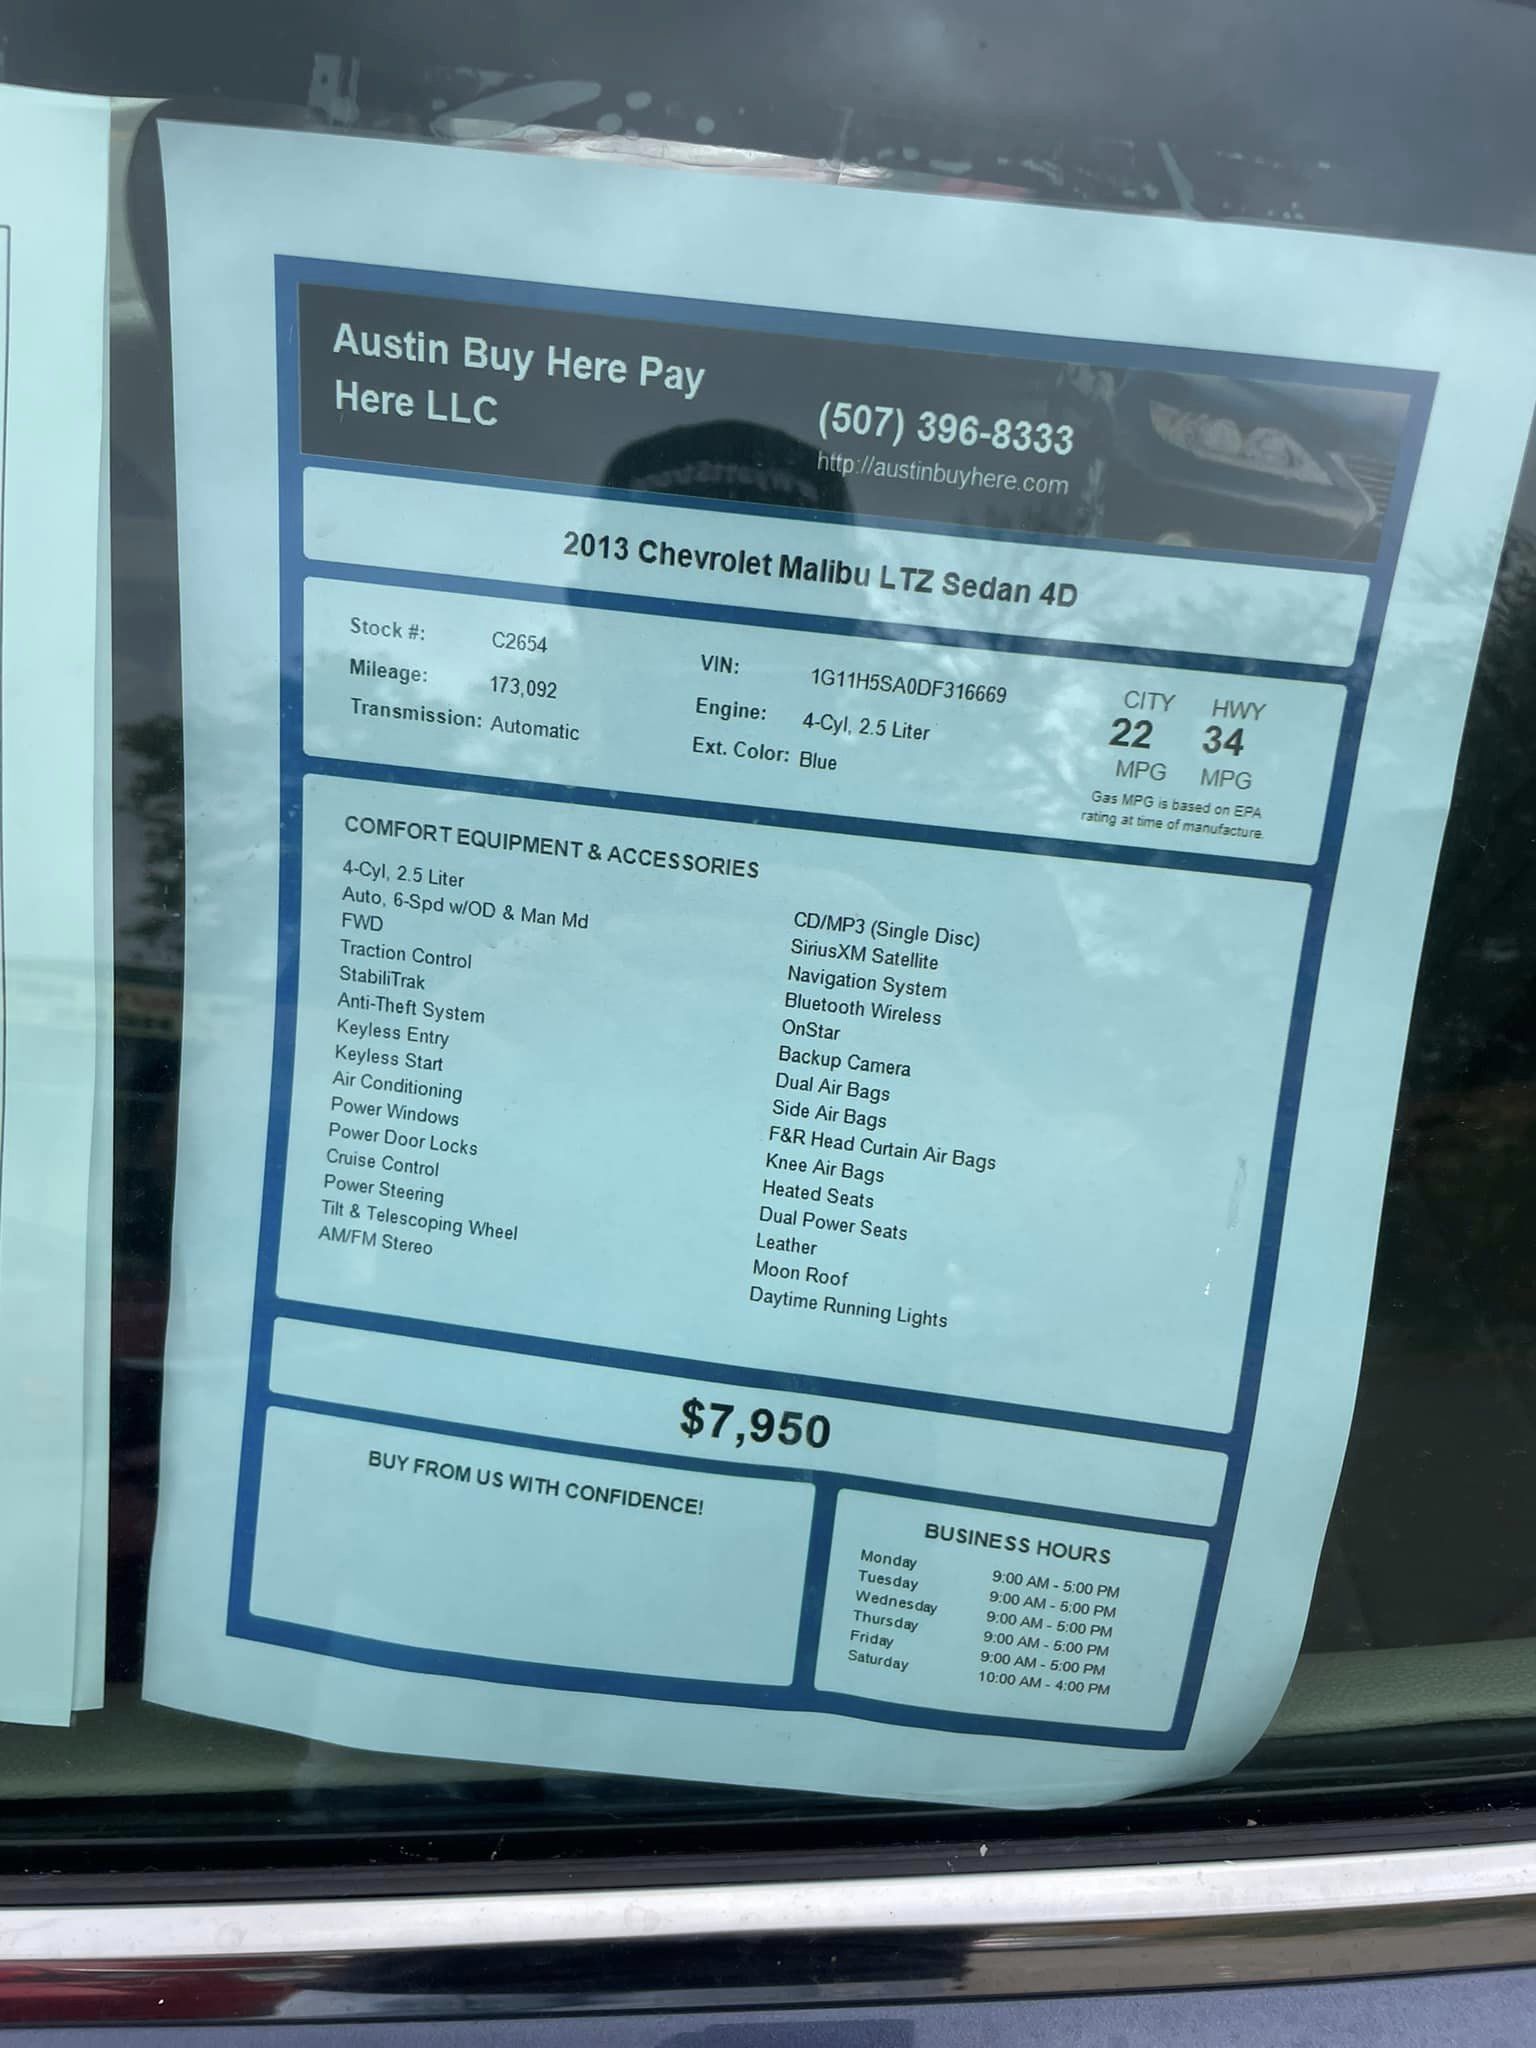 Austin Buy Here Pay
Here LLC
(507) 396-8333
http://austinbuyhere.com
2013 Chevrolet Malibu LTZ Sedan 4D
Stock #: C2654
Mileage: 173,092
Transmission: Automatic
VIN: 1G11H5SA0DF316669
Engine: 4-Cyl, 2.5 Liter
Ext. Color: Blue
CITY HWY
22 34
MPG MPG
Gas MPG is based on EPA
rating at time of manufacture.
COMFORT EQUIPMENT & ACCESSORIES
4-Cyl, 2.5 Liter
Auto, 6-Spd w/OD & Man Md
FWD
Traction Control
StabiliTrak
Anti-Theft System
Keyless Entry
Keyless Start
Air Conditioning
Power Windows
Power Door Locks
Cruise Control
Power Steering
Tilt & Telescoping Wheel
AM/FM Stereo
CD/MP3 (Single Disc)
SiriusXM Satellite
Navigation System
Bluetooth Wireless
OnStar
Backup Camera
Dual Air Bags
Side Air Bags
F&R Head Curtain Air Bags
Knee Air Bags
Heated Seats
Dual Power Seats
Leather
Moon Roof
Daytime Running Lights
$7,950
BUY FROM US WITH CONFIDENCE!
BUSINESS HOURS
Monday 9:00 AM - 5:00 PM
Tuesday 9:00 AM - 5:00 PM
Wednesday 9:00 AM - 5:00 PM
Thursday 9:00 AM - 5:00 PM
Friday 9:00 AM - 5:00 PM
Saturday 10:00 AM - 4:00 PM